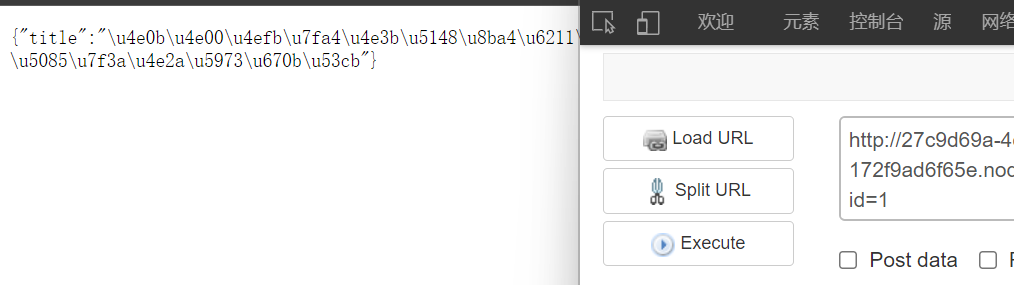 {"title":"\u4e0b\u4e00\u4efb\u7fa4\u4e3b\u5148\u8ba4\u6211\
\u5085\u7f3a\u4e2a\u5973\u670b\u53cb"}
欢迎 元素 控制台 源 网络
Load URL
Split URL
Execute
http://27c9d69a-4
172f9ad6f65e.nod
id=1
Post data